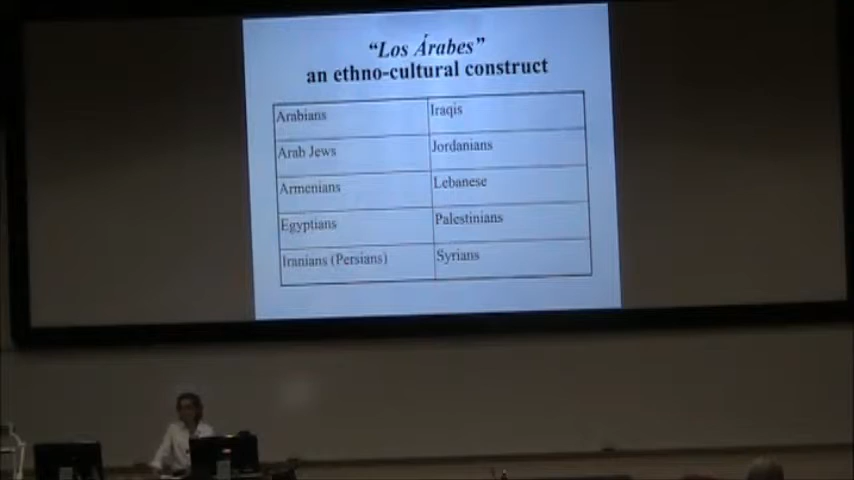 “Los Árabes”
an ethno-cultural construct
Arabians Iraqis
Arab Jews Jordanians
Armenians Lebanese
Egyptians Palestinians
Iranians (Persians) Syrians